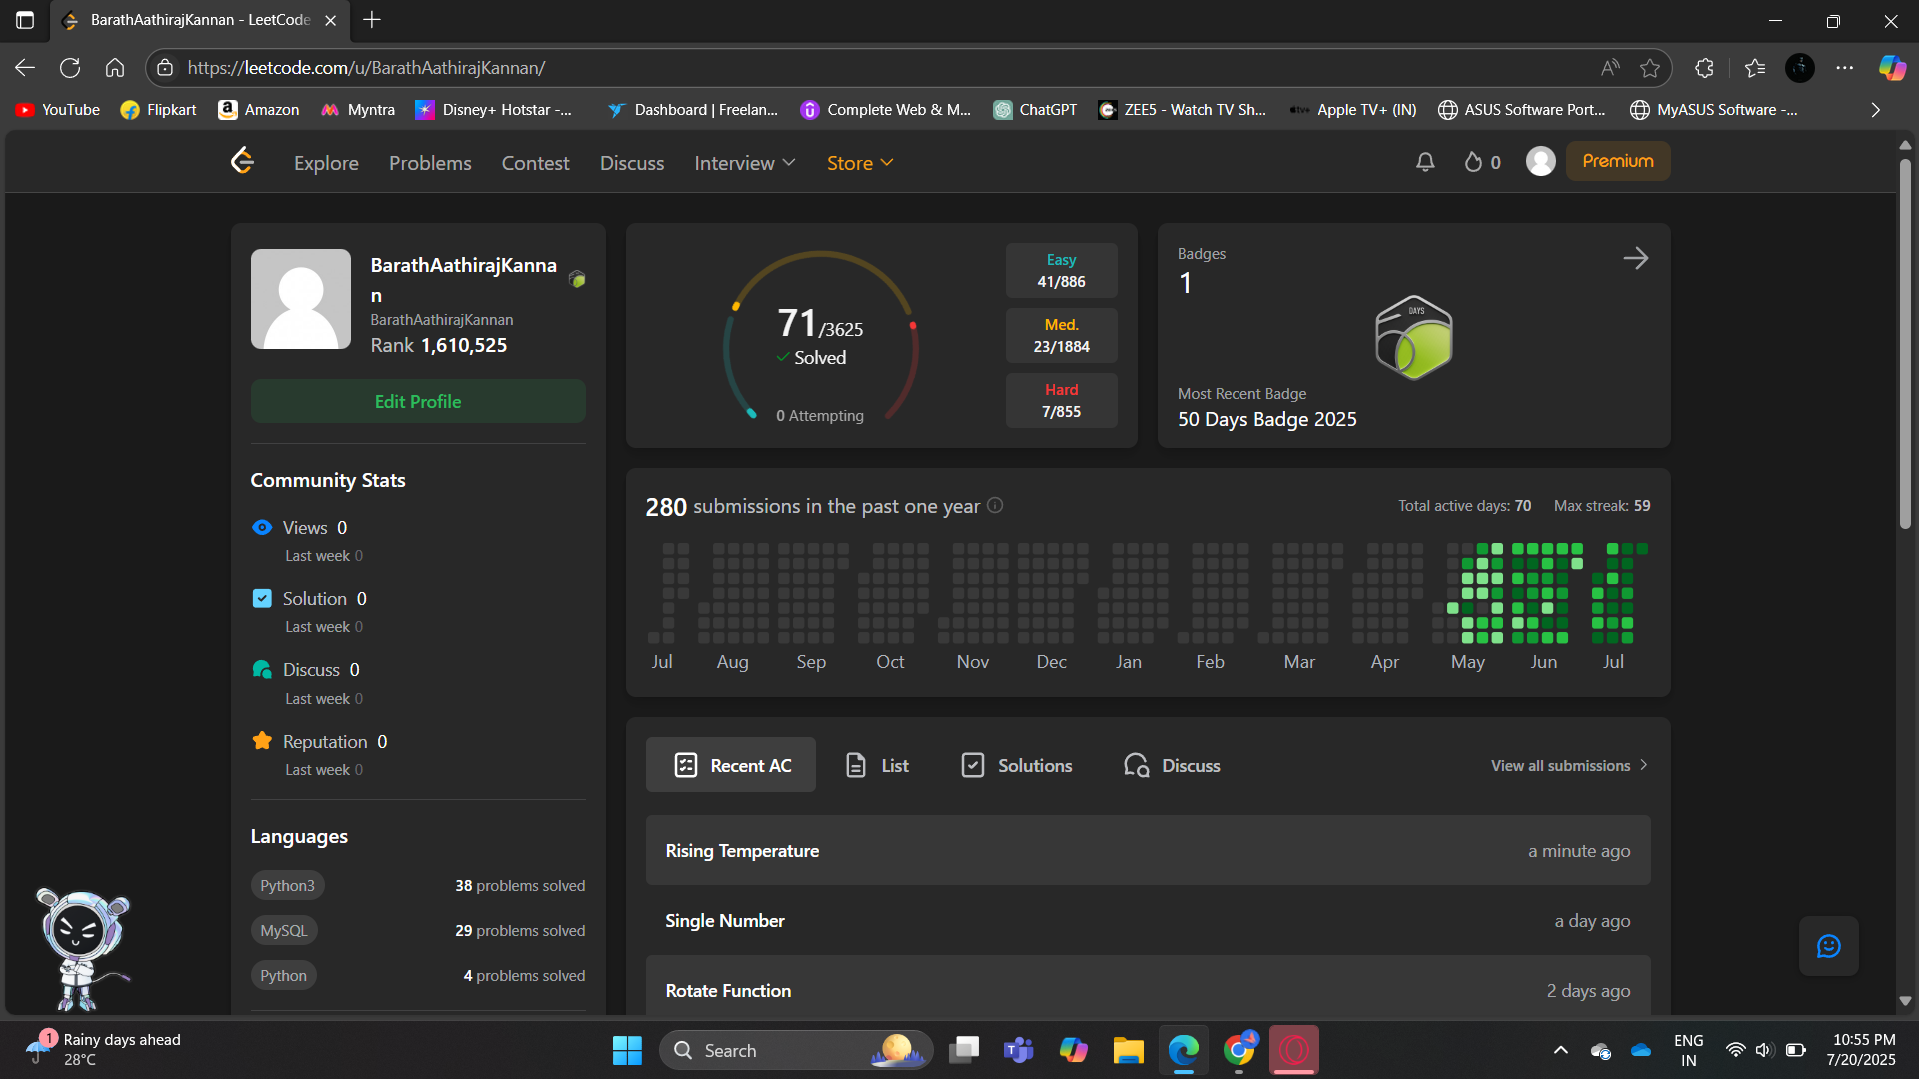 BarathAathirajKannan - LeetCode
https://leetcode.com/u/BarathAathirajKannan/
YouTube
Flipkart
Amazon
Myntra
Disney+ Hotstar -...
Dashboard | Freelan...
Complete Web & M...
ChatGPT
ZEE5 - Watch TV Sh...
Apple TV+ (IN)
ASUS Software Port...
MyASUS Software -...
Explore
Problems
Contest
Discuss
Interview
Store
0
Premium
BarathAathirajKanna
n
BarathAathirajKannan
Rank 1,610,525
Edit Profile
Community Stats
Views 0
Last week 0
Solution 0
Last week 0
Discuss 0
Last week 0
Reputation 0
Last week 0
Languages
Python3 38 problems solved
MySQL 29 problems solved
Python 4 problems solved
71/3625
Solved
0 Attempting
Easy
41/886
Med.
23/1884
Hard
7/855
Badges
1
DAYS
Most Recent Badge
50 Days Badge 2025
280 submissions in the past one year
Total active days: 70 Max streak: 59
Jul Aug Sep Oct Nov Dec Jan Feb Mar Apr May Jun Jul
Recent AC
List
Solutions
Discuss
View all submissions
Rising Temperature a minute ago
Single Number a day ago
Rotate Function 2 days ago
1
Rainy days ahead
28°C
Search
ENG
IN
10:55 PM
7/20/2025